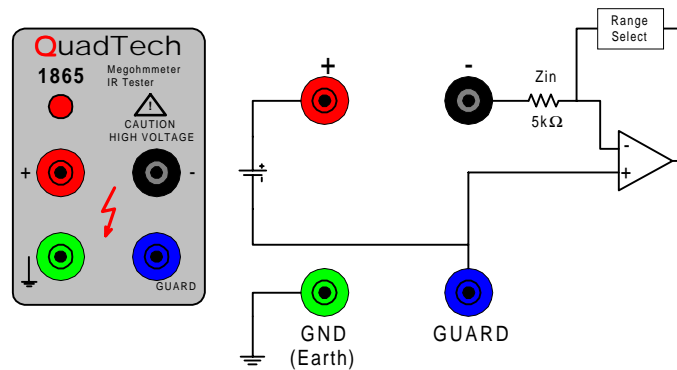 QuadTech
1865
Megohmmeter
IR Tester
!
CAUTION
HIGH VOLTAGE
+
-
GUARD
+
-
+
-
GND
(Earth)
GUARD
Zin
5kΩ
Range
Select
-
+